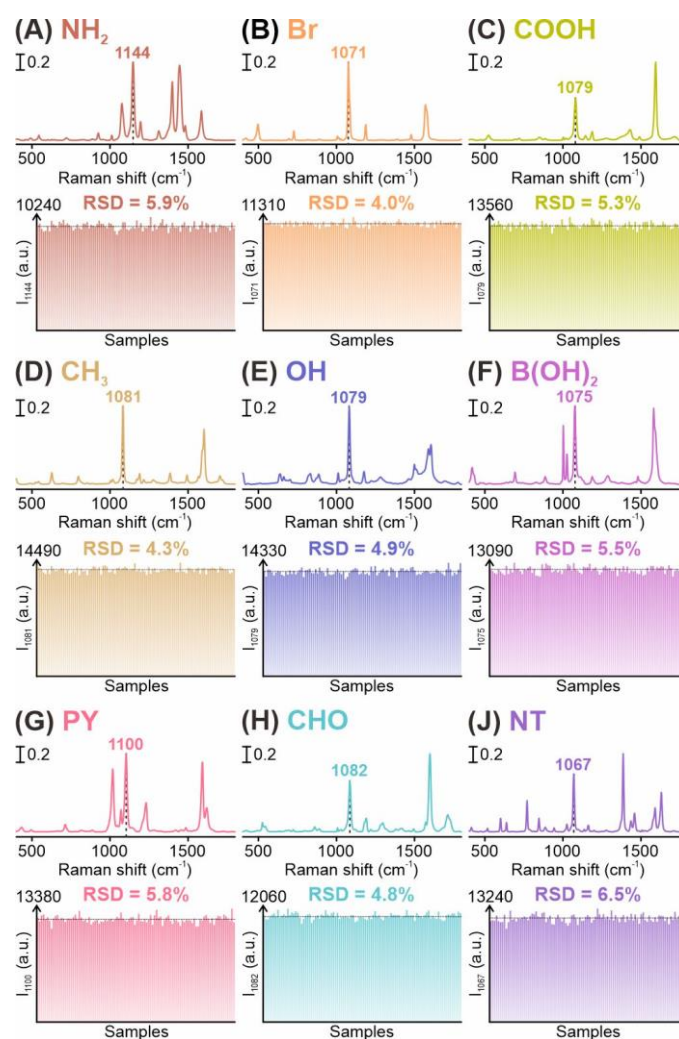 (A) NH₂ (B) Br (C) COOH
0.2 1144 0.2 1071 0.2 1079
500 1000 1500 500 1000 1500 500 1000 1500
Raman shift (cm⁻¹) Raman shift (cm⁻¹) Raman shift (cm⁻¹)
10240 RSD = 5.9% 11310 RSD = 4.0% 13560 RSD = 5.3%
I₁₁₄₄ (a.u.) I₁₀₇₁ (a.u.) I₁₀₇₉ (a.u.)
Samples Samples Samples
(D) CH₃ (E) OH (F) B(OH)₂
0.2 1081 0.2 1079 0.2 1075
500 1000 1500 500 1000 1500 500 1000 1500
Raman shift (cm⁻¹) Raman shift (cm⁻¹) Raman shift (cm⁻¹)
14490 RSD = 4.3% 14330 RSD = 4.9% 13090 RSD = 5.5%
I₁₀₈₁ (a.u.) I₁₀₇₉ (a.u.) I₁₀₇₅ (a.u.)
Samples Samples Samples
(G) PY (H) CHO (J) NT
0.2 1100 0.2 1082 0.2 1067
500 1000 1500 500 1000 1500 500 1000 1500
Raman shift (cm⁻¹) Raman shift (cm⁻¹) Raman shift (cm⁻¹)
13380 RSD = 5.8% 12060 RSD = 4.8% 13240 RSD = 6.5%
I₁₁₀₀ (a.u.) I₁₀₈₂ (a.u.) I₁₀₆₇ (a.u.)
Samples Samples Samples